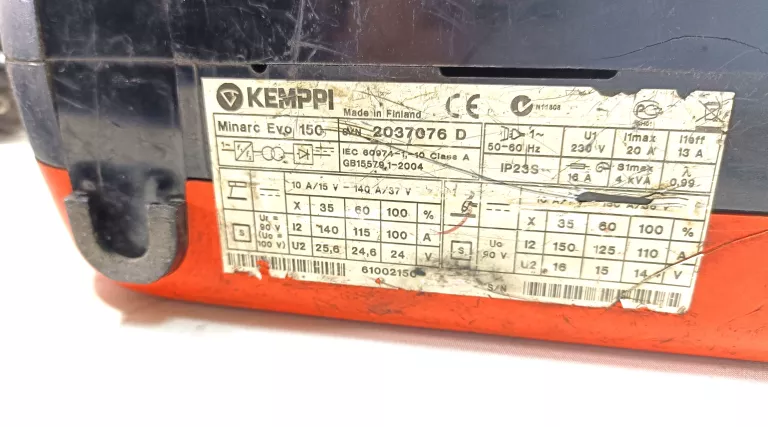 KEMPPI
Made in Finland
CE
N11808
Minarc Evo 150
S/N 2037076 D
1~
50-60 Hz
U1
230 V
I1max
20 A
I1eff
13 A
IEC 60974-1,-10 Class A
GB15579.1-2004
IP23S
16 A
S1max
4 kVA
λ
0,99
10 A/15 V - 140 A/37 V
X 35 60 100 %
S
90 V
(Uo =
100 V)
I2 140 115 100 A
U2 25,6 24,6 24 V
X 35 60 100 %
S
Uo
90 V
I2 150 125 110 A
U2 16 15 14, V
6100215
S/N